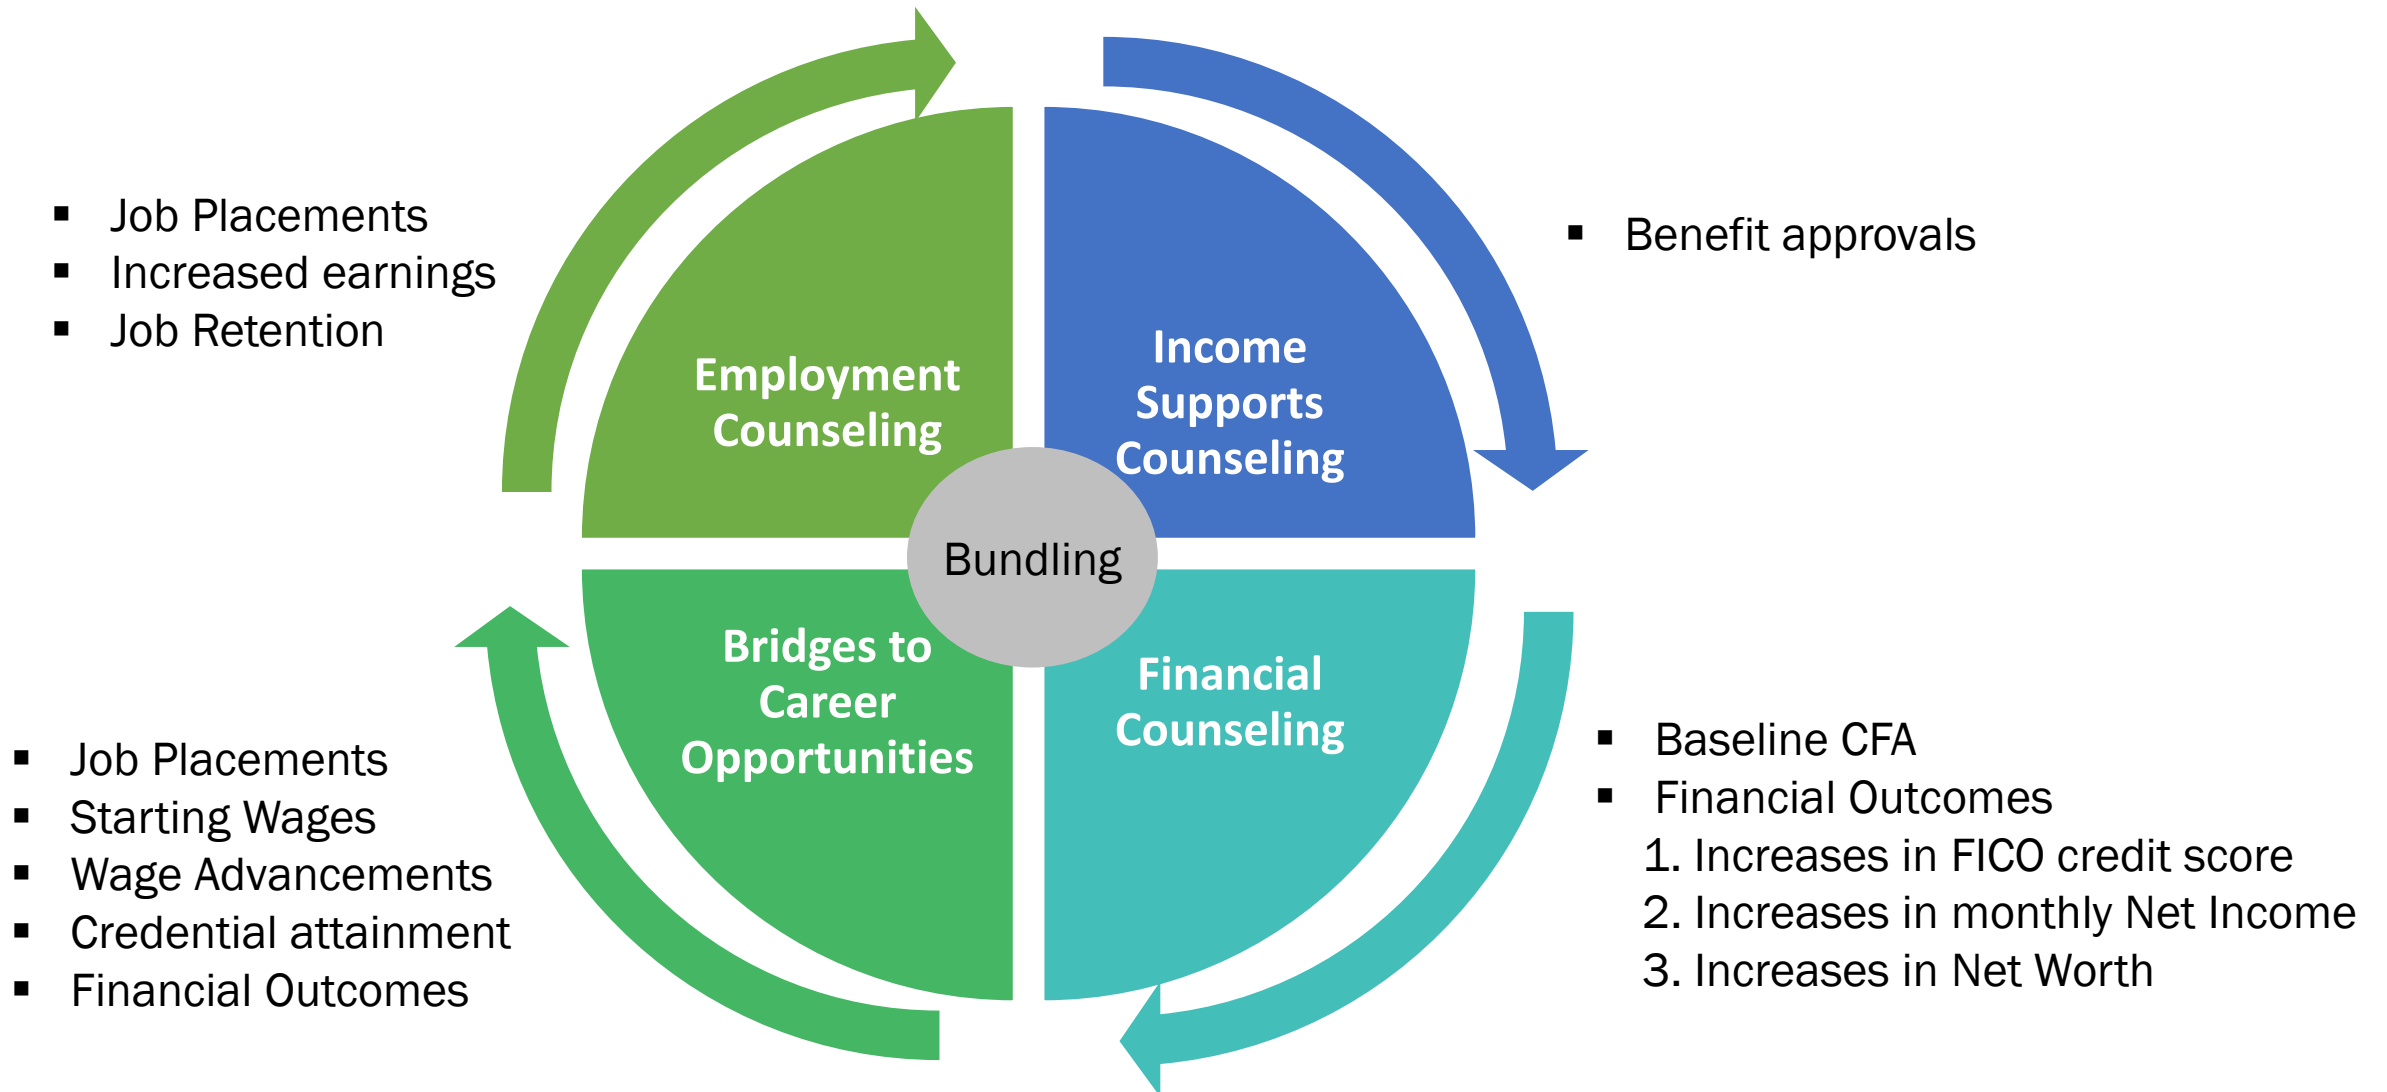 ▪ Job Placements
▪ Increased earnings
▪ Job Retention
Employment
Counseling
Income
Supports
Counseling
▪ Benefit approvals
Bundling
Bridges to
Career
Opportunities
Financial
Counseling
▪ Job Placements
▪ Starting Wages
▪ Wage Advancements
▪ Credential attainment
▪ Financial Outcomes
▪ Baseline CFA
▪ Financial Outcomes
1. Increases in FICO credit score
2. Increases in monthly Net Income
3. Increases in Net Worth